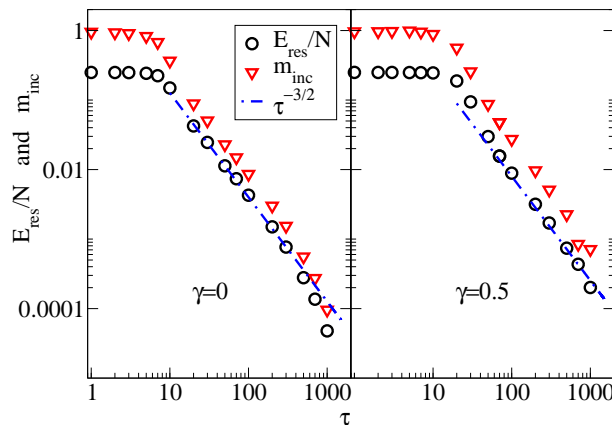 E_res/N and m_inc
1
0.01
0.0001
E_res/N
m_inc
τ^{-3/2}
γ=0
γ=0.5
1 10 100 1000 1 10 100 1000
τ